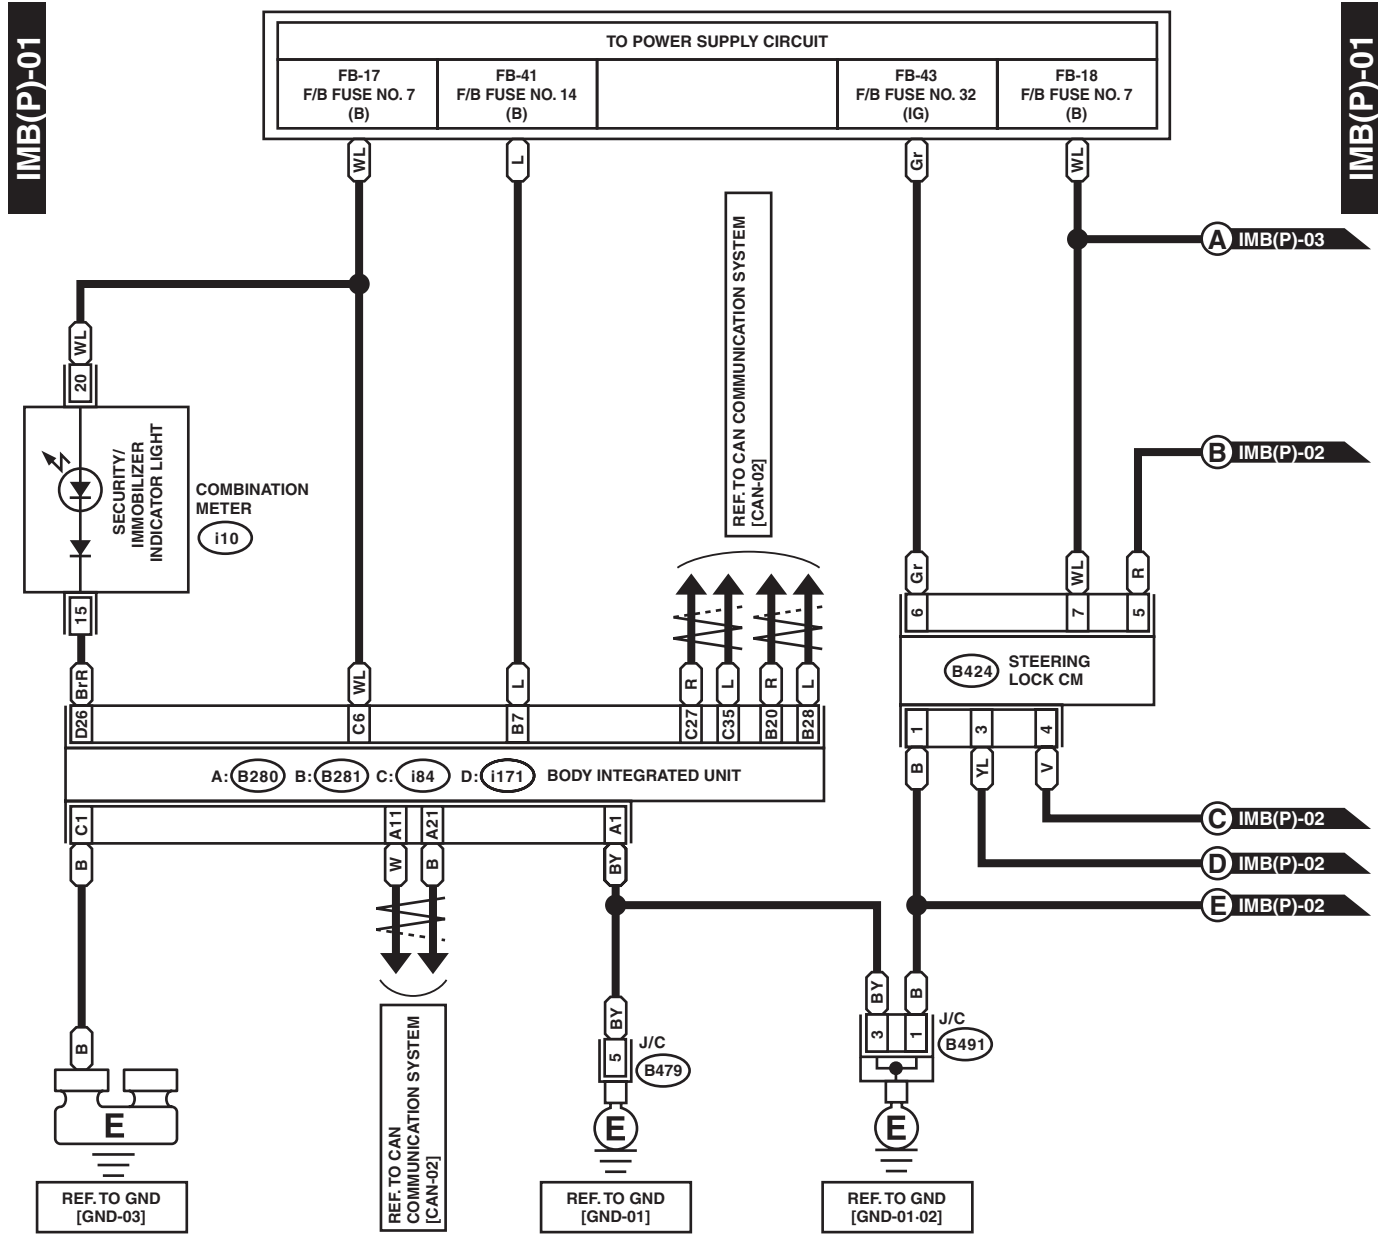 IMB(P)-01
IMB(P)-01
TO POWER SUPPLY CIRCUIT
FB-17
F/B FUSE NO. 7
(B)
FB-41
F/B FUSE NO. 14
(B)
FB-43
F/B FUSE NO. 32
(IG)
FB-18
F/B FUSE NO. 7
(B)
WL
L
Gr
WL
A IMB(P)-03
REF. TO CAN COMMUNICATION SYSTEM
[CAN-02]
WL
20
SECURITY/
IMMOBILIZER
INDICATOR LIGHT
COMBINATION
METER
i10
15
B IMB(P)-02
Gr
WL
R
6
7
5
B424
STEERING
LOCK CM
BrR
WL
L
R
L
R
L
D26
C6
B7
C27
C35
B20
B28
1
3
4
B
YL
V
A: B280 B: B281 C: i84 D: i171 BODY INTEGRATED UNIT
C1
A11
A21
A1
B
W
B
BY
C IMB(P)-02
D IMB(P)-02
E IMB(P)-02
BY
B
3
1
J/C
B491
BY
5
J/C
B479
B
E
E
E
REF. TO CAN
COMMUNICATION SYSTEM
[CAN-02]
REF. TO GND
[GND-03]
REF. TO GND
[GND-01]
REF. TO GND
[GND-01·02]